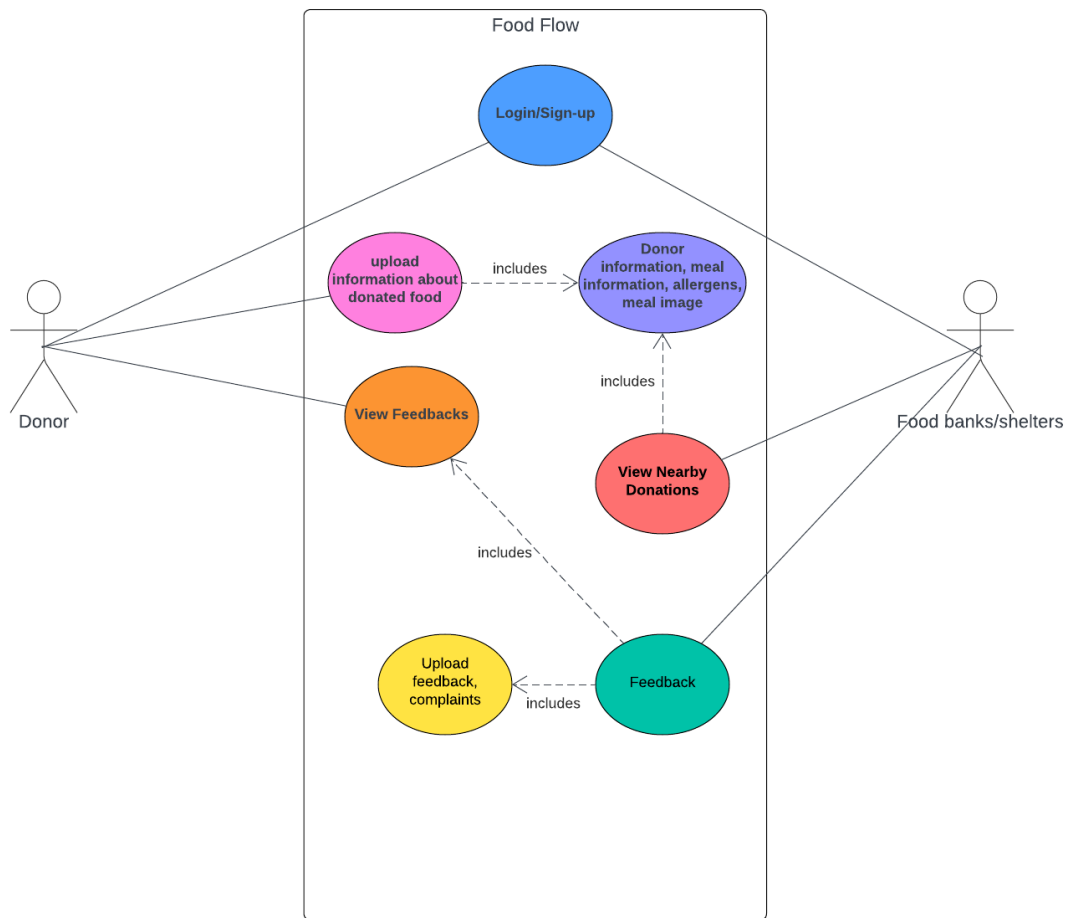 Food Flow
Login/Sign-up
upload
information about
donated food
includes
Donor
information, meal
information, allergens,
meal image
includes
Donor
View Feedbacks
Food banks/shelters
View Nearby
Donations
includes
Upload
feedback,
complaints
includes
Feedback